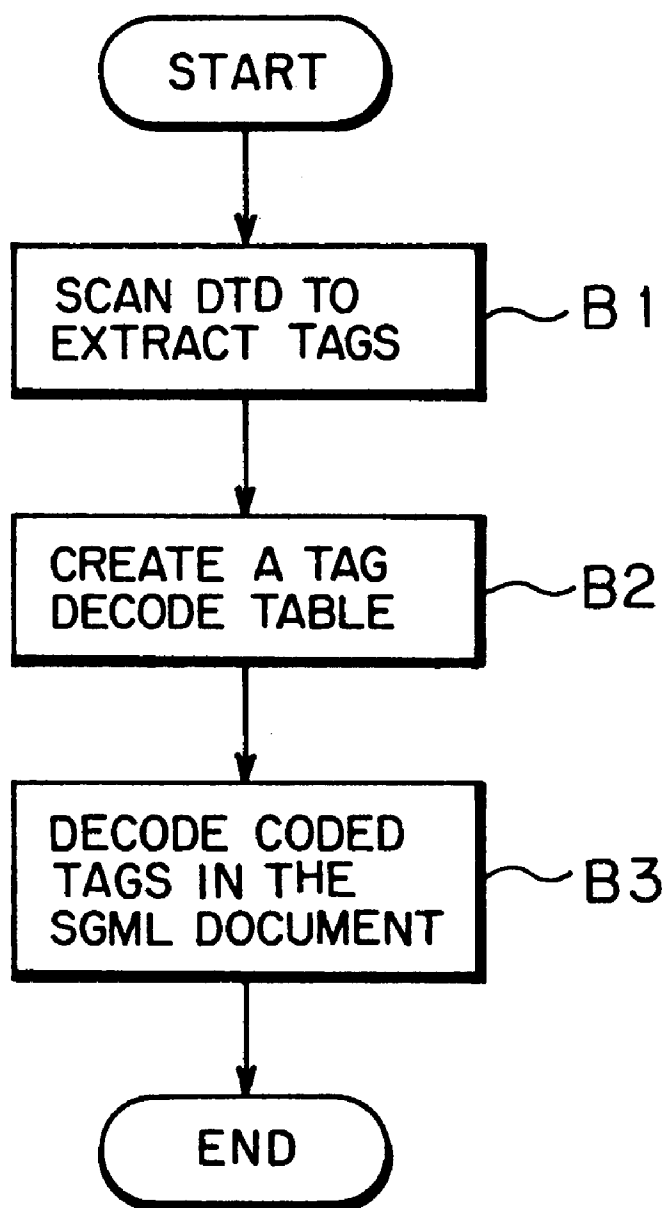 START
SCAN DTD TO
EXTRACT TAGS
B1
CREATE A TAG
DECODE TABLE
B2
DECODE CODED
TAGS IN THE
SGML DOCUMENT
B3
END